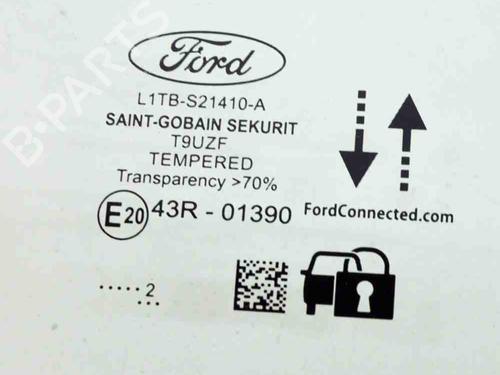 Ford
L1TB-S21410-A
SAINT-GOBAIN SEKURIT
T9UZF
TEMPERED
Transparency >70%
E20 43R - 01390
FordConnected.com
..... 2
...
B-PARTS